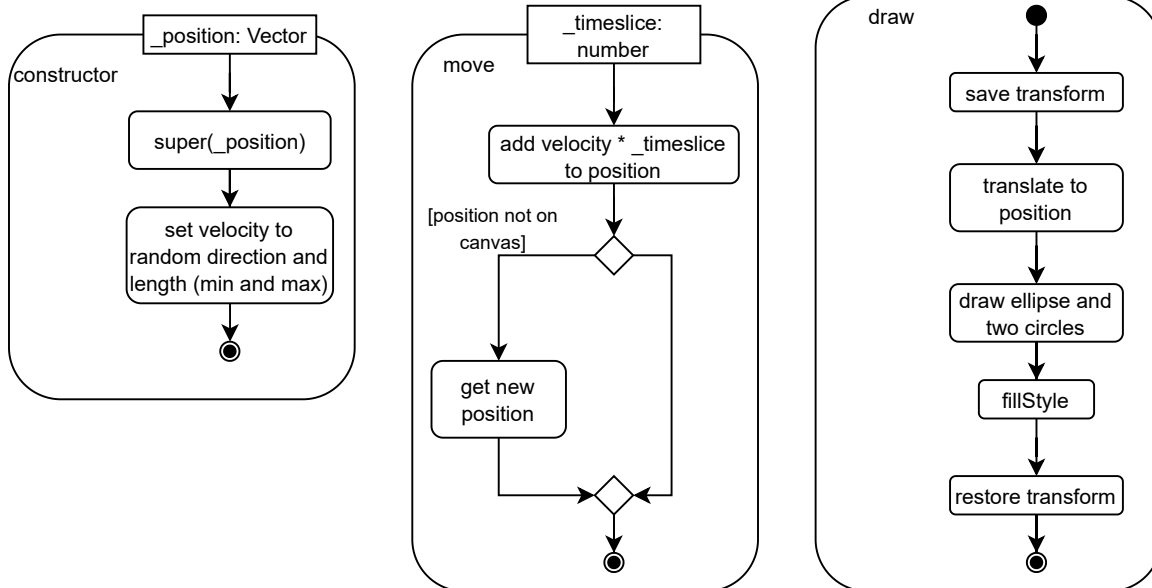 _position: Vector
constructor
super(_position)
set velocity to
random direction and
length (min and max)
_timeslice:
number
move
add velocity * _timeslice
to position
[position not on
canvas]
get new
position
draw
save transform
translate to
position
draw ellipse and
two circles
fillStyle
restore transform